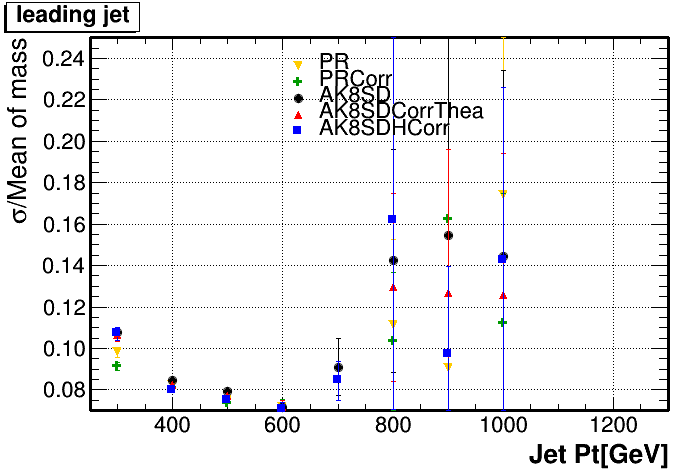 leading jet
σ/Mean of mass
0.24
0.22
0.20
0.18
0.16
0.14
0.12
0.10
0.08
PR
PRCorr
AK8SD
AK8SDCorrThea
AK8SDHCorr
400 600 800 1000 1200
Jet Pt[GeV]